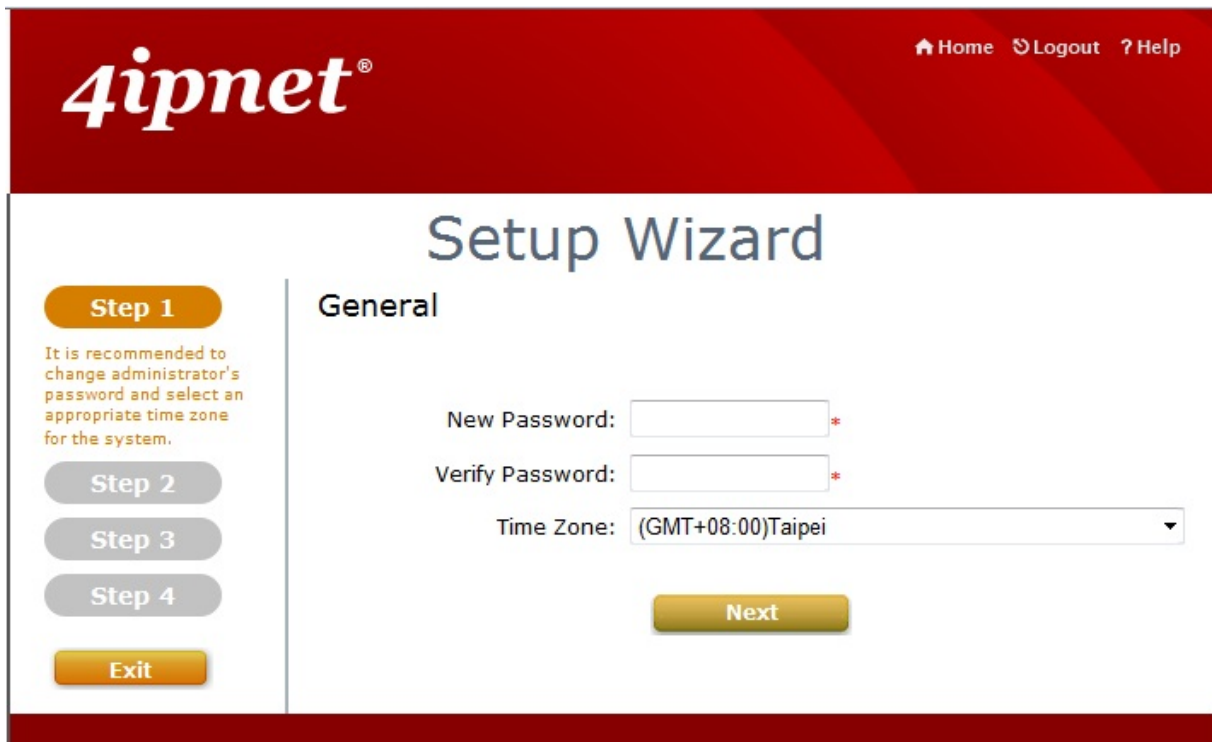 4ipnet®
Home Logout ? Help
Setup Wizard
Step 1
It is recommended to
change administrator's
password and select an
appropriate time zone
for the system.
Step 2
Step 3
Step 4
Exit
General
New Password: *
Verify Password: *
Time Zone: (GMT+08:00)Taipei
Next